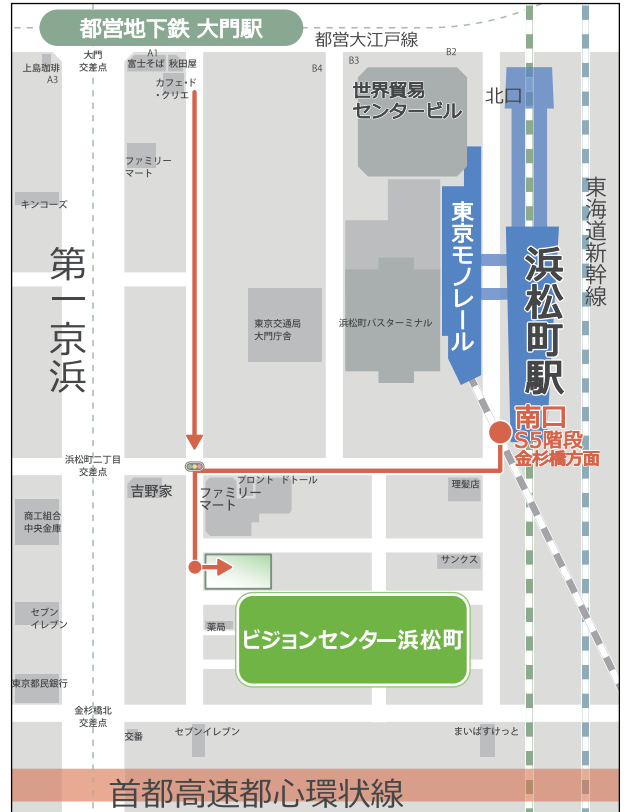 都営地下鉄 大門駅
都営大江戸線
大門
交差点
A1
B2
B3
B4
上島珈琲
A3
富士そば
秋田屋
カフェ・ド
・クリエ
世界貿易
センタービル
北口
ファミリー
マート
キンコーズ
東海道新幹線
東京モノレール
浜松町駅
第一京浜
東京交通局
大門庁舎
浜松町バスターミナル
南口
S5階段
金杉橋方面
浜松町二丁目
交差点
吉野家
ファミリー
マート
プロント
ドトール
理髪店
商工組合
中央金庫
サンクス
セブン
イレブン
薬局
ビジョンセンター浜松町
東京都民銀行
金杉橋北
交差点
交番
セブンイレブン
まいばすけっと
首都高速都心環状線